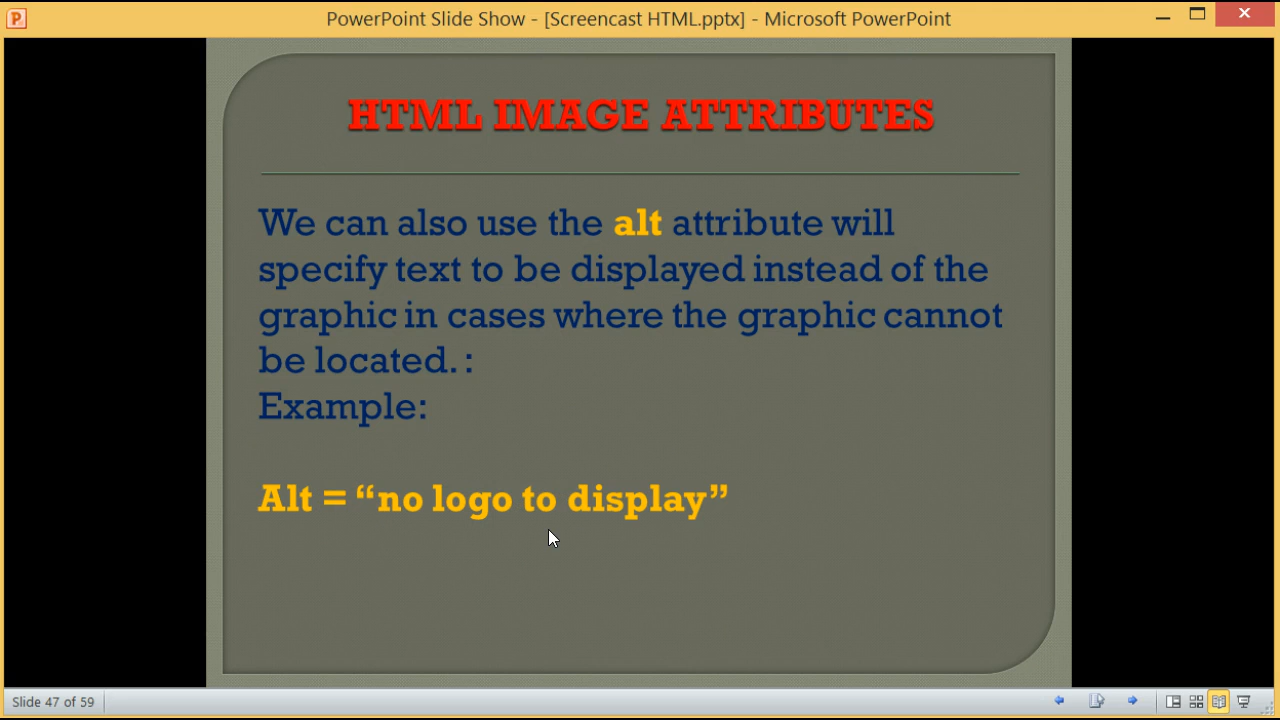 PowerPoint Slide Show - [Screencast HTML.pptx] - Microsoft PowerPoint
HTML IMAGE ATTRIBUTES
We can also use the alt attribute will
specify text to be displayed instead of the
graphic in cases where the graphic cannot
be located. :
Example:
Alt = “no logo to display”
Slide 47 of 59